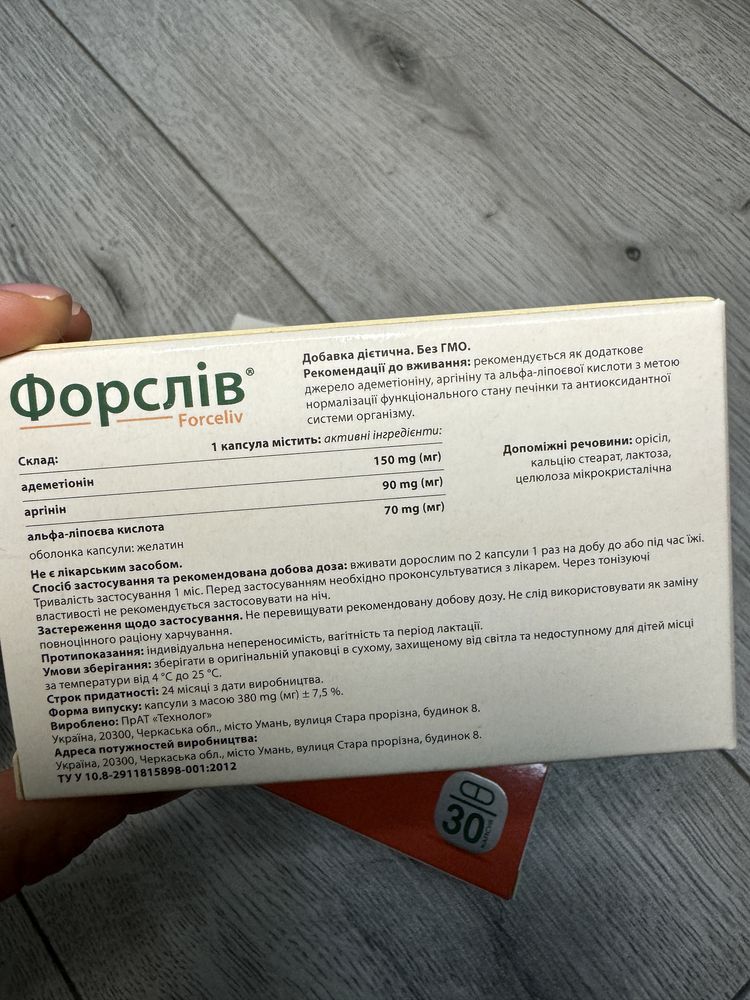 Форслів®
Forceliv
Добавка дієтична. Без ГМО.
Рекомендації до вживання: рекомендується як додаткове
джерело адеметіоніну, аргініну та альфа-ліпоєвої кислоти з метою
нормалізації функціонального стану печінки та антиоксидантної
системи організму.
Склад: 1 капсула містить: активні інгредієнти:
адеметіонін 150 mg (мг)
аргінін 90 mg (мг)
альфа-ліпоєва кислота 70 mg (мг)
оболонка капсули: желатин
Допоміжні речовини: орісіл,
кальцію стеарат, лактоза,
целюлоза мікрокристалічна
Не є лікарським засобом.
Спосіб застосування та рекомендована добова доза: вживати дорослим по 2 капсули 1 раз на добу до або під час їжі.
Тривалість застосування 1 міс. Перед застосуванням необхідно проконсультуватися з лікарем. Через тонізуючі
властивості не рекомендується застосовувати на ніч.
Застереження щодо застосування. Не перевищувати рекомендовану добову дозу. Не слід використовувати як заміну
повноцінного раціону харчування.
Протипоказання: індивідуальна непереносимість, вагітність та період лактації.
Умови зберігання: зберігати в оригінальній упаковці в сухому, захищеному від світла та недоступному для дітей місці
за температури від 4 °С до 25 °С.
Строк придатності: 24 місяці з дати виробництва.
Форма випуску: капсули з масою 380 mg (мг) ± 7,5 %.
Вироблено: ПрАТ «Технолог»
Україна, 20300, Черкаська обл., місто Умань, вулиця Стара прорізна, будинок 8.
Адреса потужностей виробництва:
Україна, 20300, Черкаська обл., місто Умань, вулиця Стара прорізна, будинок 8.
ТУ У 10.8-2911815898-001:2012
30
капсул